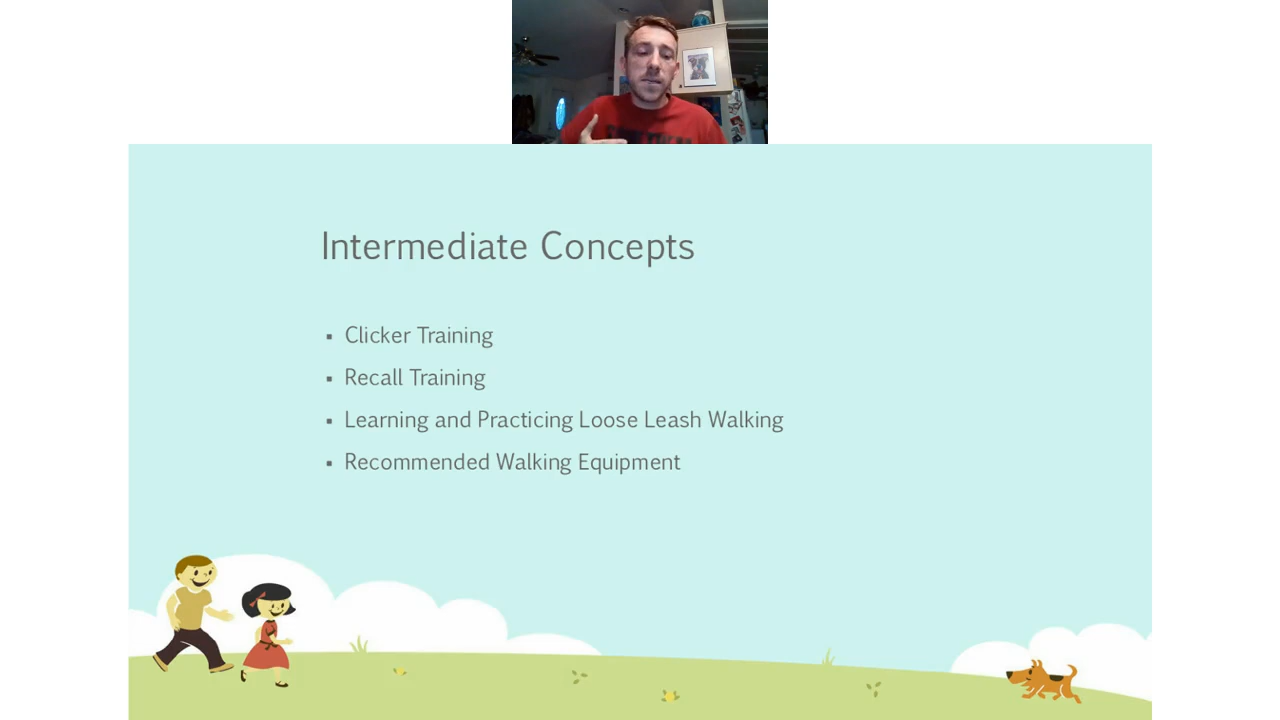 Intermediate Concepts
Clicker Training
Recall Training
Learning and Practicing Loose Leash Walking
Recommended Walking Equipment